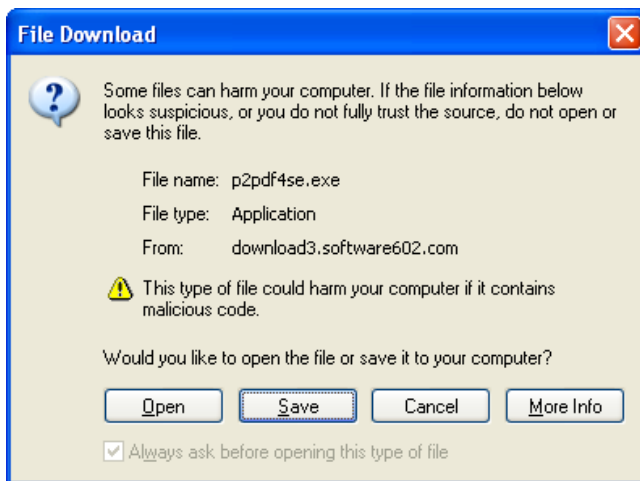 File Download
Some files can harm your computer. If the file information below
looks suspicious, or you do not fully trust the source, do not open or
save this file.
File name: p2pdf4se.exe
File type: Application
From: download3.software602.com
This type of file could harm your computer if it contains
malicious code.
Would you like to open the file or save it to your computer?
Open Save Cancel More Info
Always ask before opening this type of file